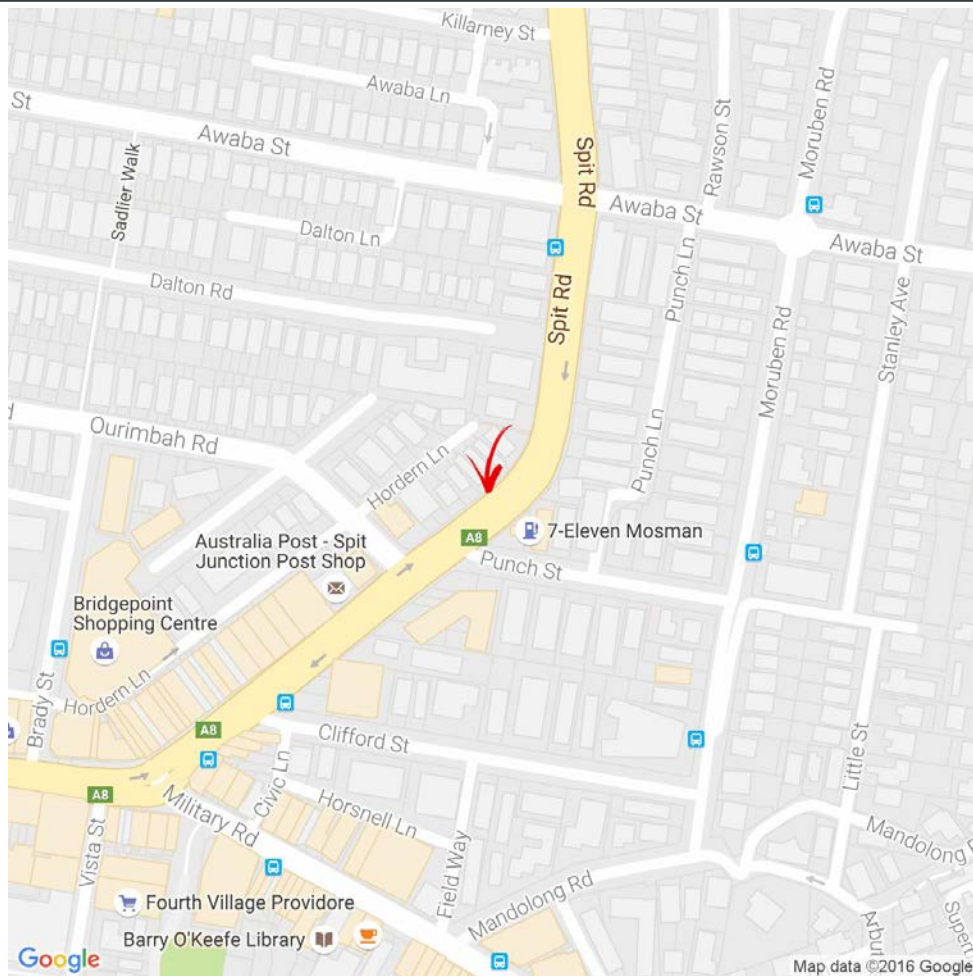 Killarney St
Awaba Ln
St
Awaba St
Sadlier Walk
Spit Rd
Rawson St
Moruben Rd
Awaba St
Awaba St
Dalton Ln
Dalton Rd
Spit Rd
Punch Ln
Stanley Ave
Moruben Rd
Ourimbah Rd
Hordern Ln
Punch Ln
A8
7-Eleven Mosman
Australia Post - Spit
Junction Post Shop
Punch St
Bridgepoint
Shopping Centre
Hordern Ln
Brady St
A8
Clifford St
Little St
A8
Civic Ln
Horsnell Ln
Military Rd
Vista St
Field Way
Mandolong Rd
Mandolong
Fourth Village Providore
Barry O'Keefe Library
Google
Map data ©2016 Google